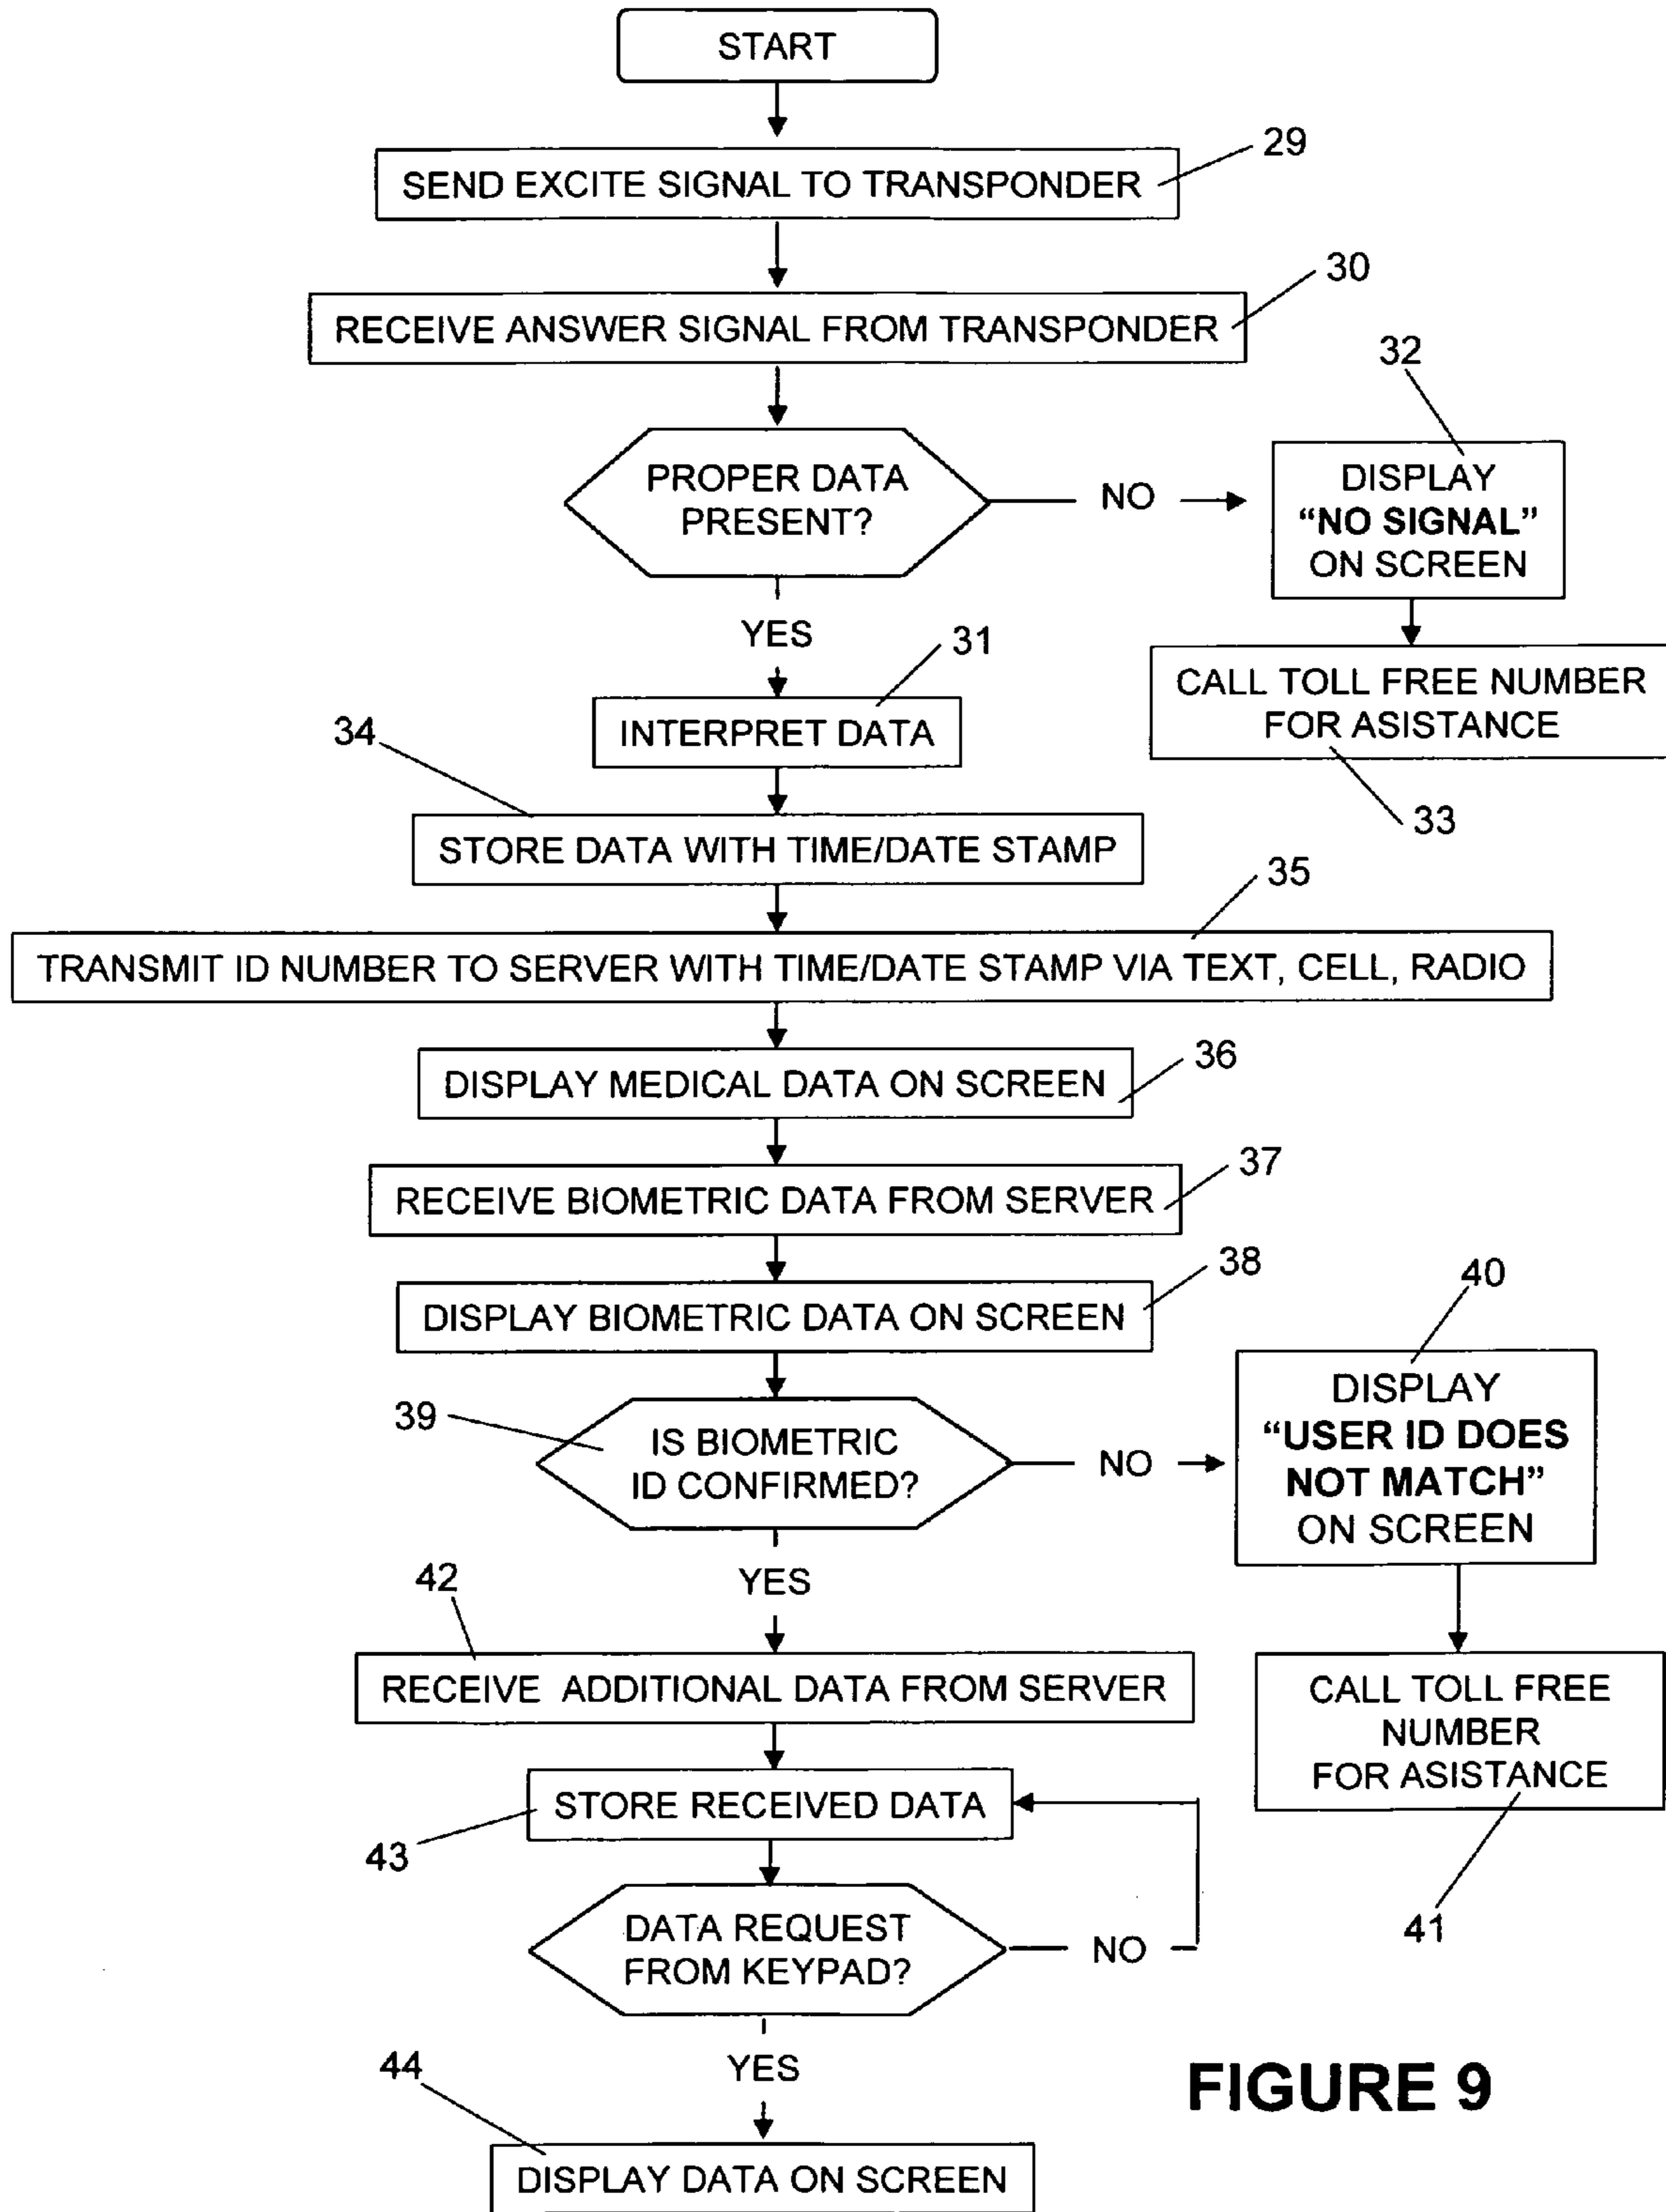 START
29
SEND EXCITE SIGNAL TO TRANSPONDER
30
RECEIVE ANSWER SIGNAL FROM TRANSPONDER
32
PROPER DATA
PRESENT?
NO
DISPLAY
“NO SIGNAL”
ON SCREEN
YES
31
CALL TOLL FREE NUMBER
FOR ASISTANCE
33
INTERPRET DATA
34
STORE DATA WITH TIME/DATE STAMP
35
TRANSMIT ID NUMBER TO SERVER WITH TIME/DATE STAMP VIA TEXT, CELL, RADIO
36
DISPLAY MEDICAL DATA ON SCREEN
37
RECEIVE BIOMETRIC DATA FROM SERVER
38
DISPLAY BIOMETRIC DATA ON SCREEN
40
39
IS BIOMETRIC
ID CONFIRMED?
NO
DISPLAY
“USER ID DOES
NOT MATCH”
ON SCREEN
YES
42
RECEIVE ADDITIONAL DATA FROM SERVER
CALL TOLL FREE
NUMBER
FOR ASISTANCE
41
STORE RECEIVED DATA
43
DATA REQUEST
FROM KEYPAD?
NO
YES
44
DISPLAY DATA ON SCREEN
FIGURE 9